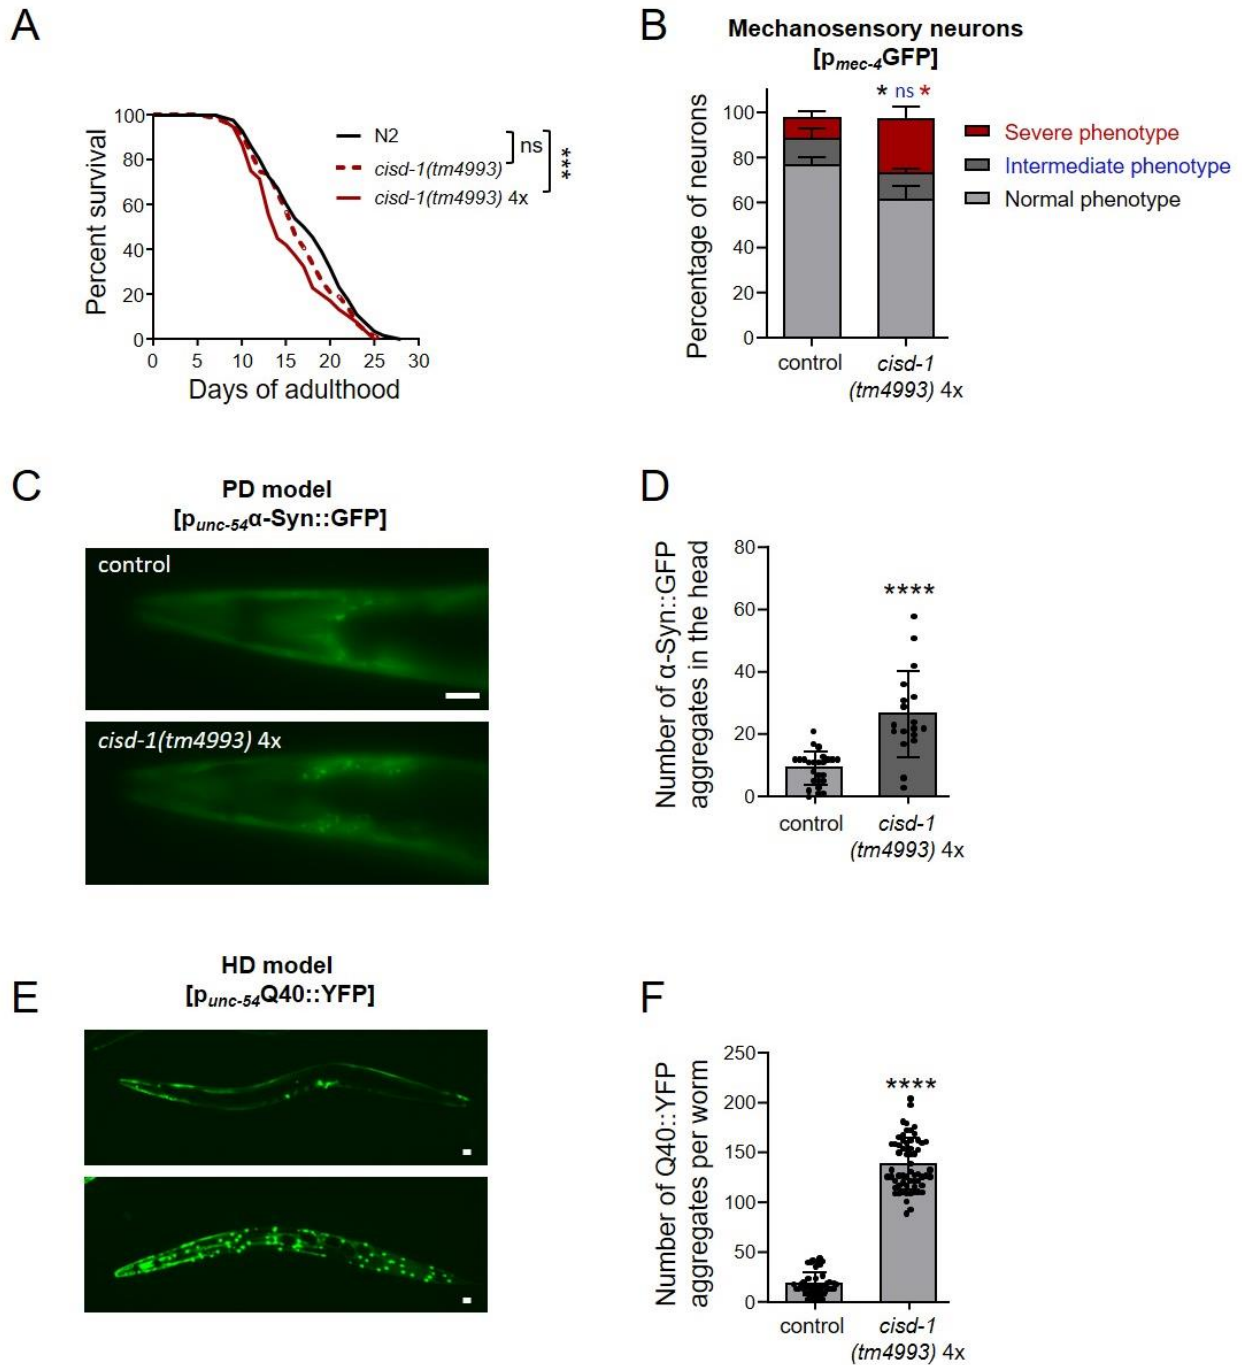 A
100
80
60
40
20
0
Percent survival
0 5 10 15 20 25 30
Days of adulthood
N2
cisd-1(tm4993)
cisd-1(tm4993) 4x
ns
***
B
Mechanosensory neurons
[pmec-4GFP]
* ns *
100
80
60
40
20
0
Percentage of neurons
control
cisd-1
(tm4993) 4x
Severe phenotype
Intermediate phenotype
Normal phenotype
C
PD model
[punc-54α-Syn::GFP]
control
cisd-1(tm4993) 4x
D
Number of α-Syn::GFP
aggregates in the head
80
60
40
20
0
****
control
cisd-1
(tm4993) 4x
E
HD model
[punc-54Q40::YFP]
F
Number of Q40::YFP
aggregates per worm
250
200
150
100
50
0
****
control
cisd-1
(tm4993) 4x